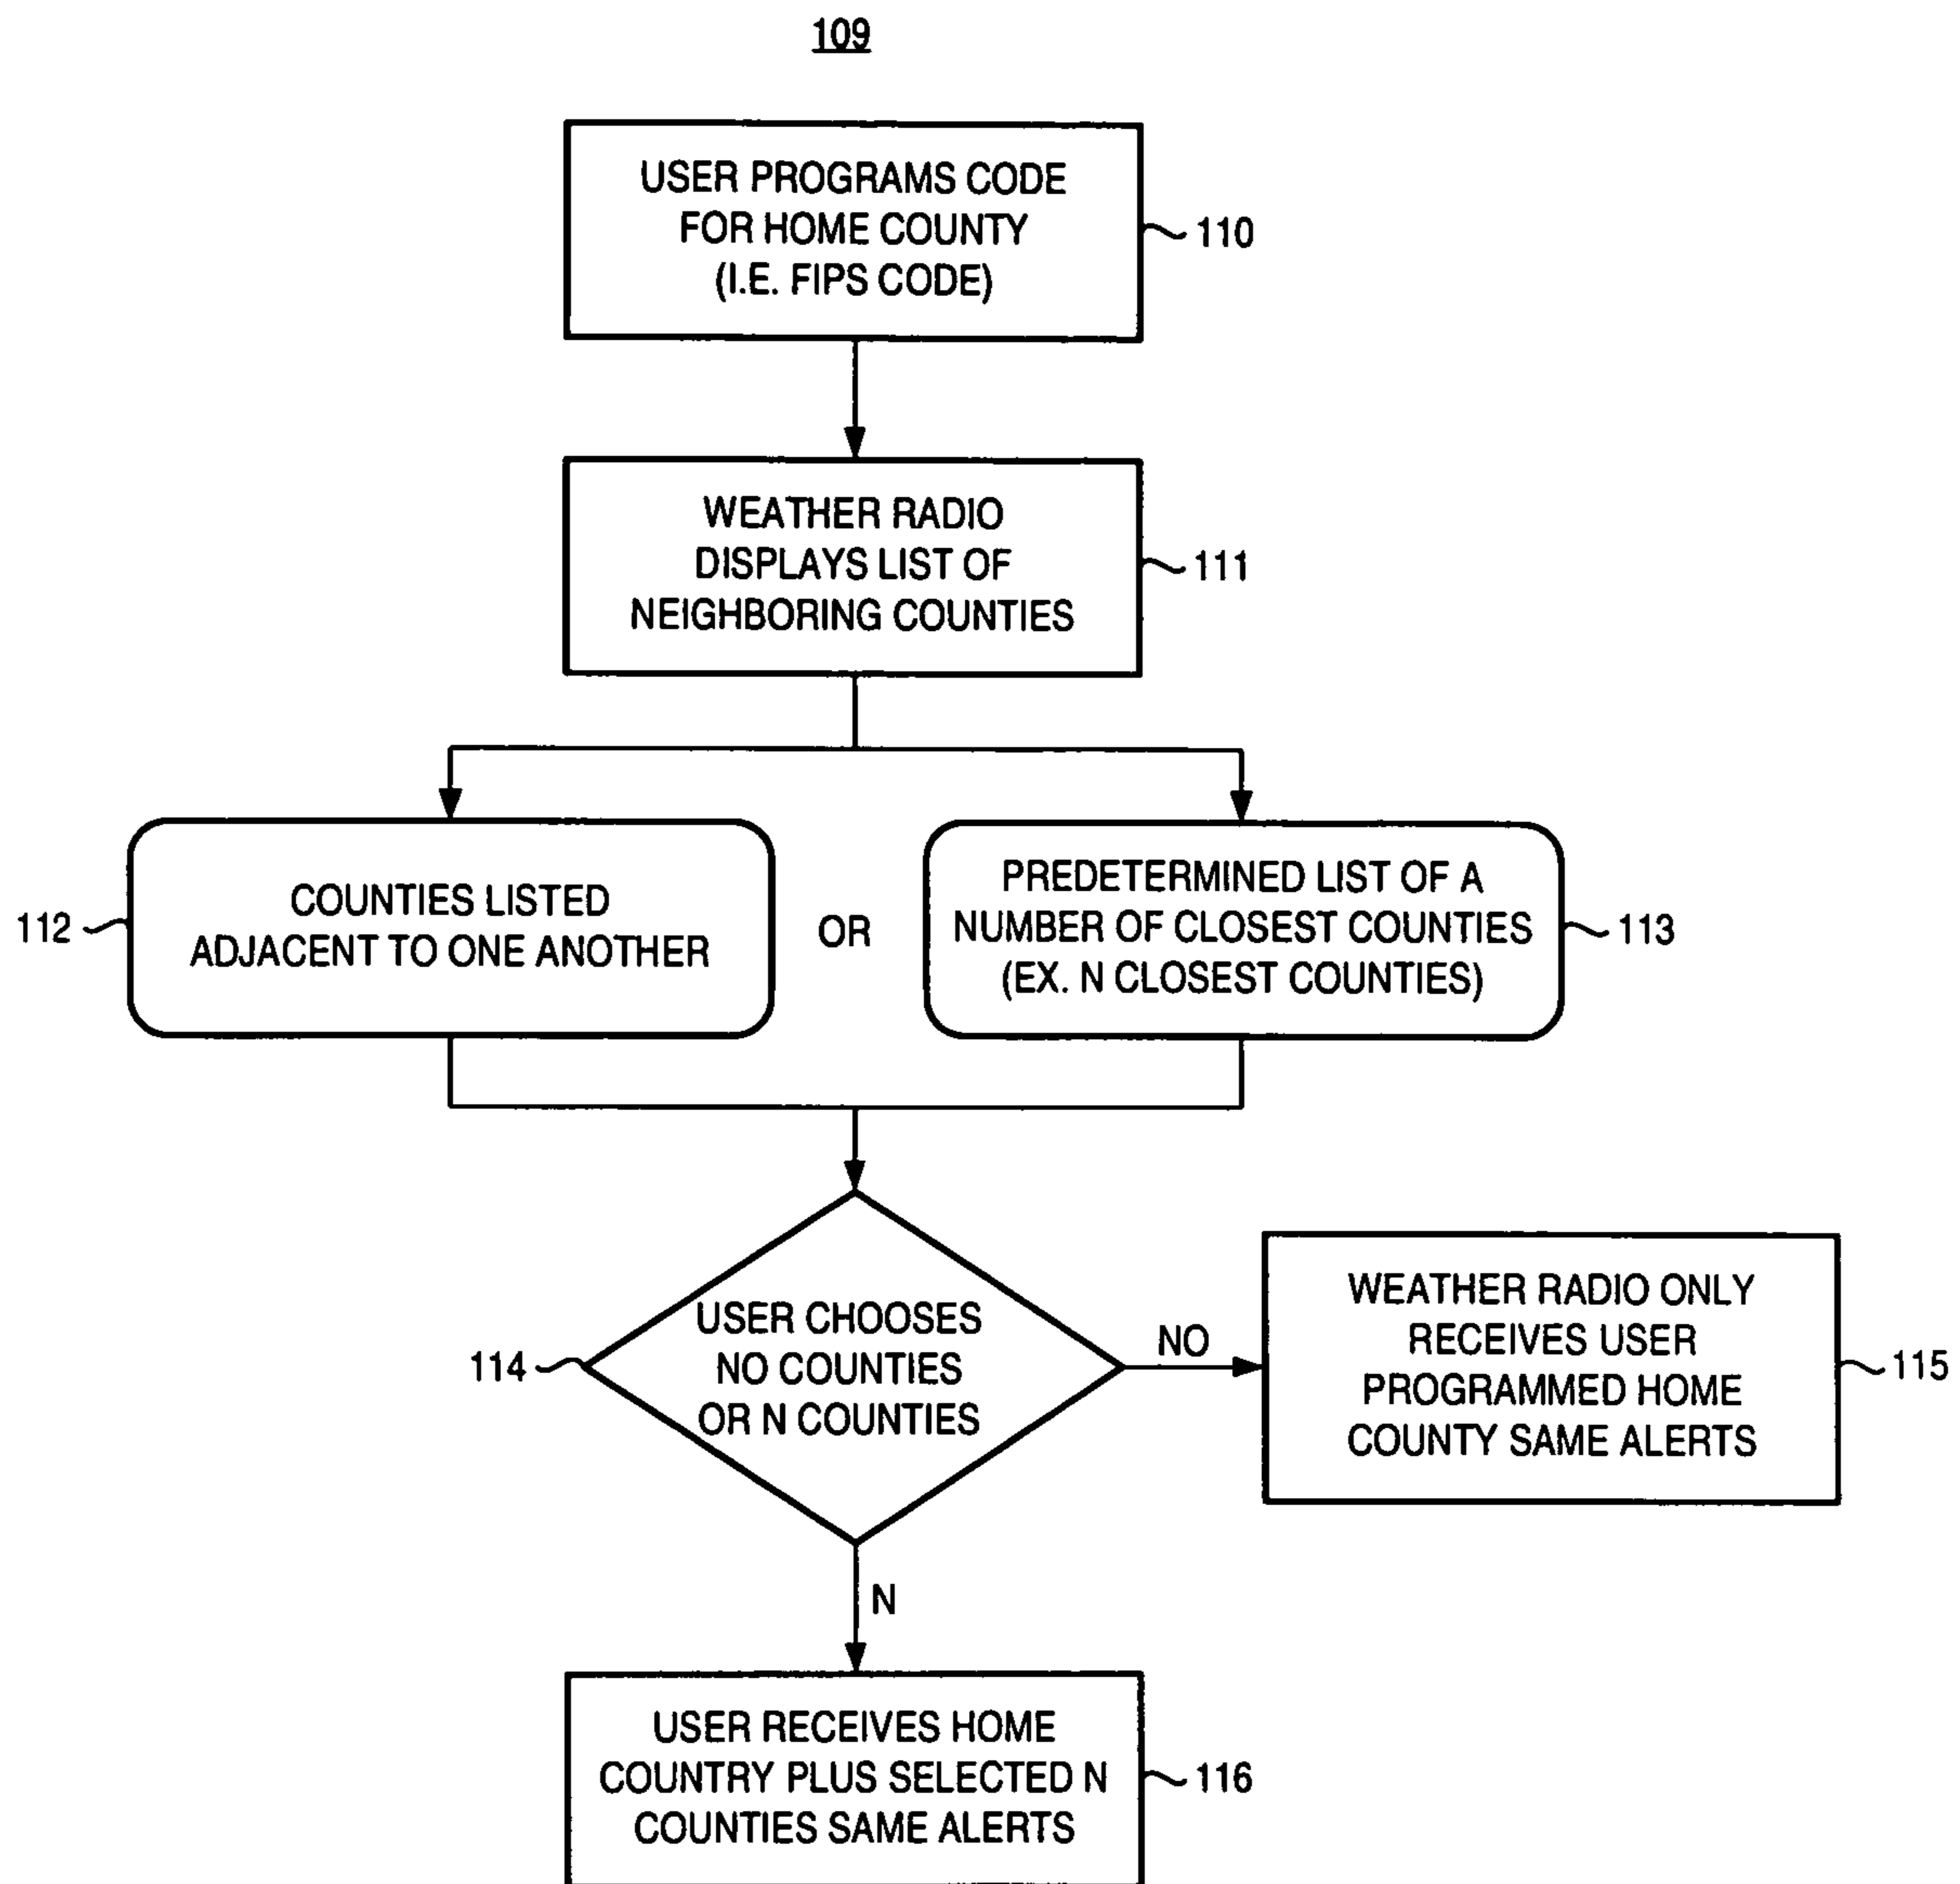 109
USER PROGRAMS CODE
FOR HOME COUNTY
(I.E. FIPS CODE)
110
WEATHER RADIO
DISPLAYS LIST OF
NEIGHBORING COUNTIES
111
112
COUNTIES LISTED
ADJACENT TO ONE ANOTHER
OR
PREDETERMINED LIST OF A
NUMBER OF CLOSEST COUNTIES
(EX. N CLOSEST COUNTIES)
113
114
USER CHOOSES
NO COUNTIES
OR N COUNTIES
NO
WEATHER RADIO ONLY
RECEIVES USER
PROGRAMMED HOME
COUNTY SAME ALERTS
115
N
USER RECEIVES HOME
COUNTRY PLUS SELECTED N
COUNTIES SAME ALERTS
116